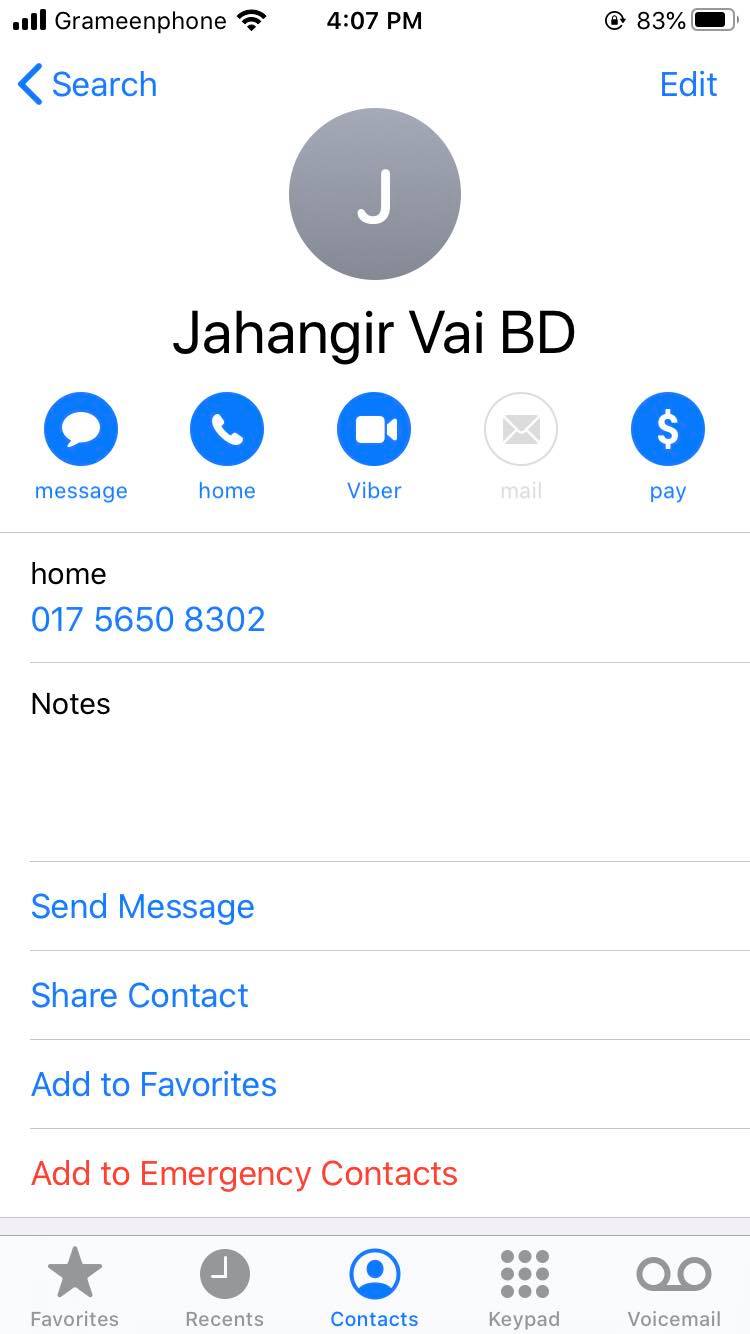 Grameenphone 4:07 PM 83%
Search Edit
J
Jahangir Vai BD
message home Viber mail pay
$
home
017 5650 8302
Notes
Send Message
Share Contact
Add to Favorites
Add to Emergency Contacts
Favorites Recents Contacts Keypad Voicemail